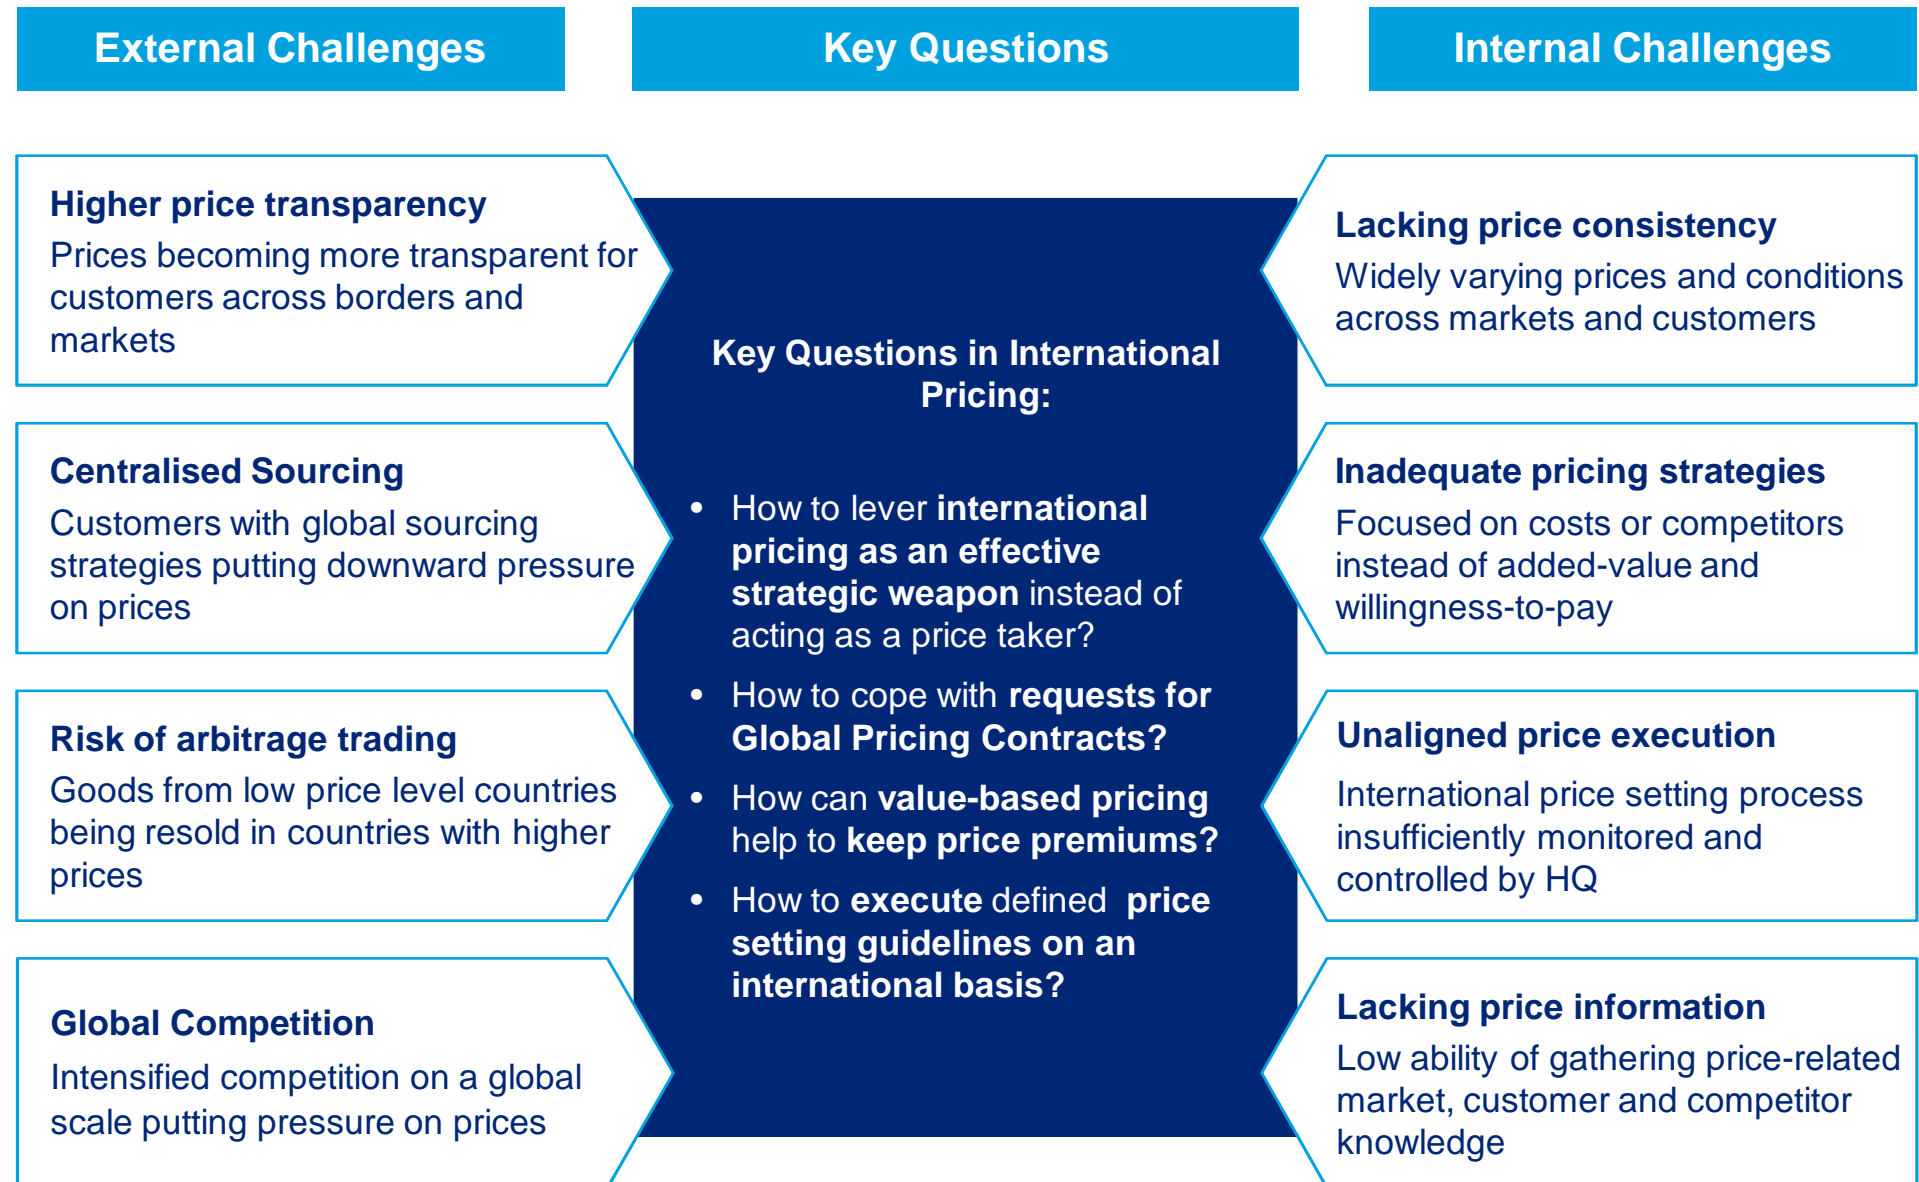 External Challenges
Key Questions
Internal Challenges
Higher price transparency
Prices becoming more transparent for
customers across borders and
markets
Centralised Sourcing
Customers with global sourcing
strategies putting downward pressure
on prices
Risk of arbitrage trading
Goods from low price level countries
being resold in countries with higher
prices
Global Competition
Intensified competition on a global
scale putting pressure on prices
Key Questions in International
Pricing:
• How to lever international
pricing as an effective
strategic weapon instead of
acting as a price taker?
• How to cope with requests for
Global Pricing Contracts?
• How can value-based pricing
help to keep price premiums?
• How to execute defined price
setting guidelines on an
international basis?
Lacking price consistency
Widely varying prices and conditions
across markets and customers
Inadequate pricing strategies
Focused on costs or competitors
instead of added-value and
willingness-to-pay
Unaligned price execution
International price setting process
insufficiently monitored and
controlled by HQ
Lacking price information
Low ability of gathering price-related
market, customer and competitor
knowledge